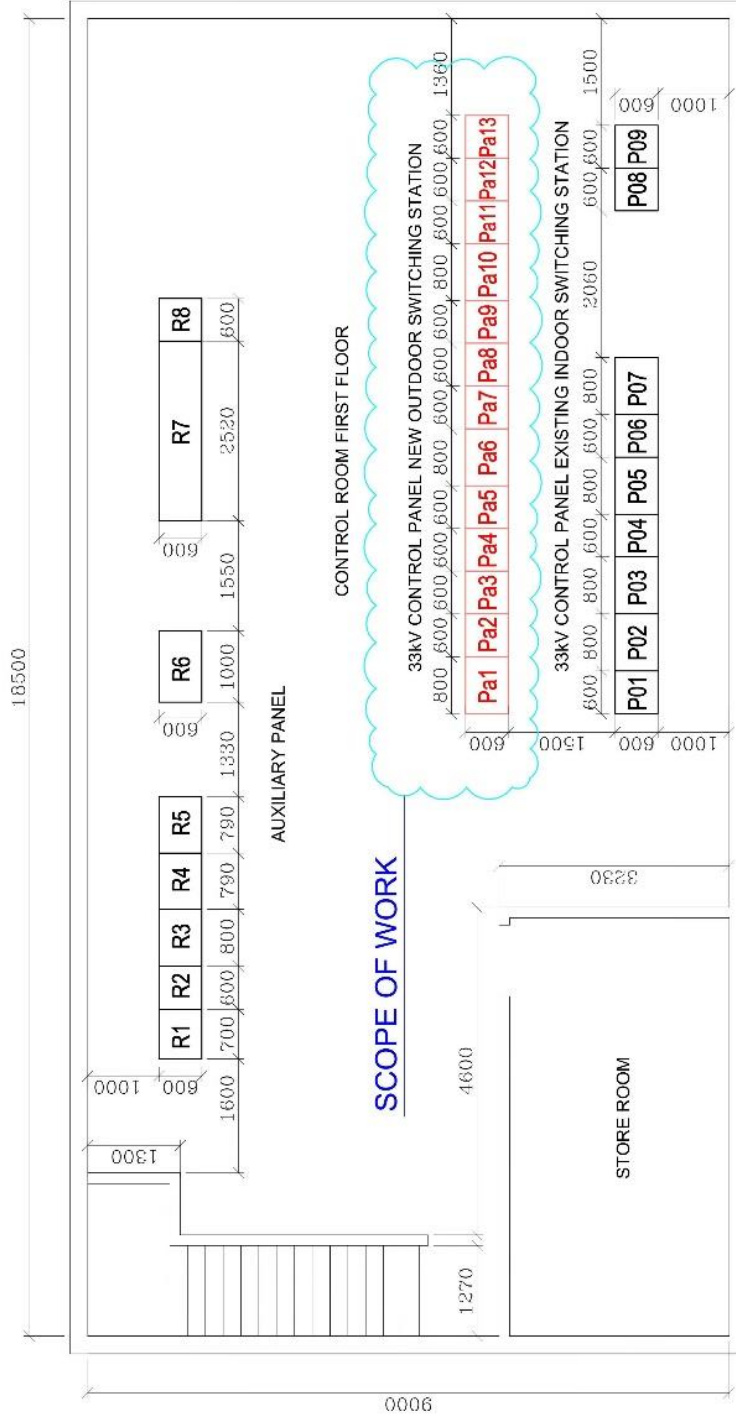 18500
9000
1000
600
1300
R1 R2 R3 R4 R5 R6 R7 R8
600
600
1600 700 600 800 790 790 1330 1000 1550 2520 600
AUXILIARY PANEL
CONTROL ROOM FIRST FLOOR
SCOPE OF WORK
33kV CONTROL PANEL NEW OUTDOOR SWITCHING STATION
800 600 600 600 600 800 600 600 600 800 600 600 600 1360
Pa1 Pa2 Pa3 Pa4 Pa5 Pa6 Pa7 Pa8 Pa9 Pa10 Pa11 Pa12 Pa13
600
1500
600
1000
33kV CONTROL PANEL EXISTING INDOOR SWITCHING STATION
600 800 800 600 800 600 800 2060 600 600 1500
P01 P02 P03 P04 P05 P06 P07 P08 P09
600
1000
1270
4600
3230
STORE ROOM